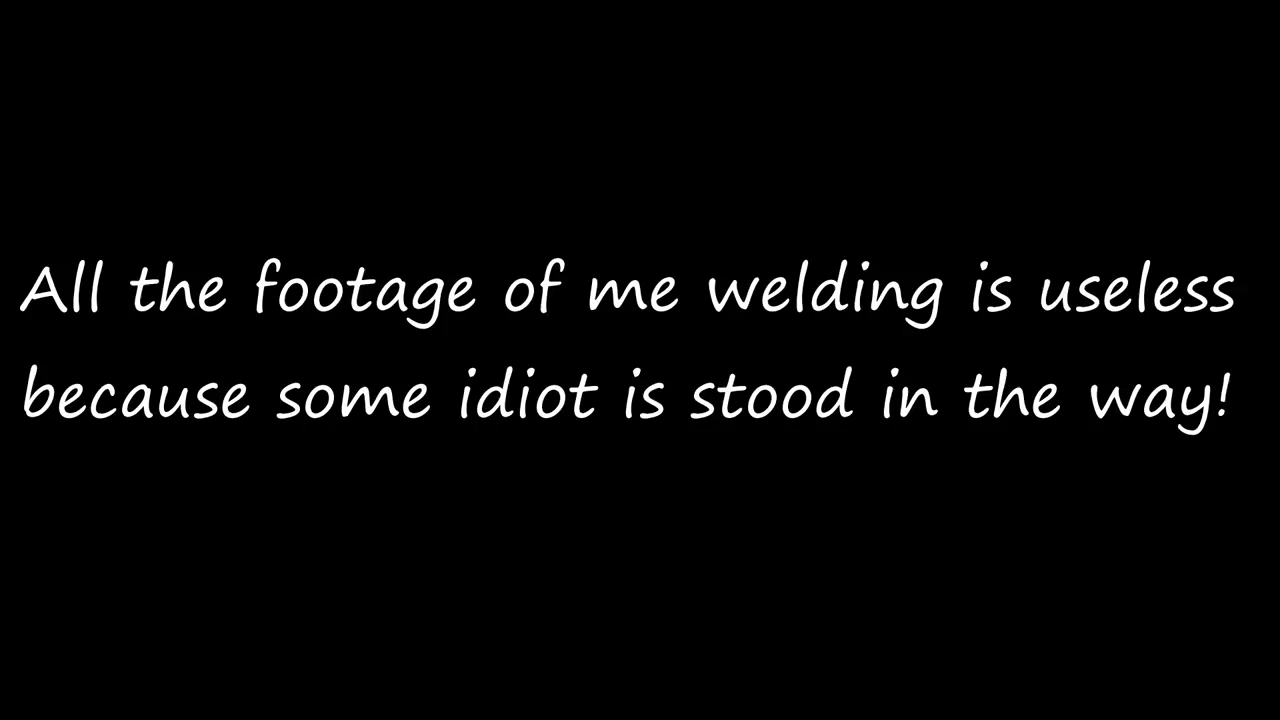 All the footage of me welding is useless
because some idiot is stood in the way!